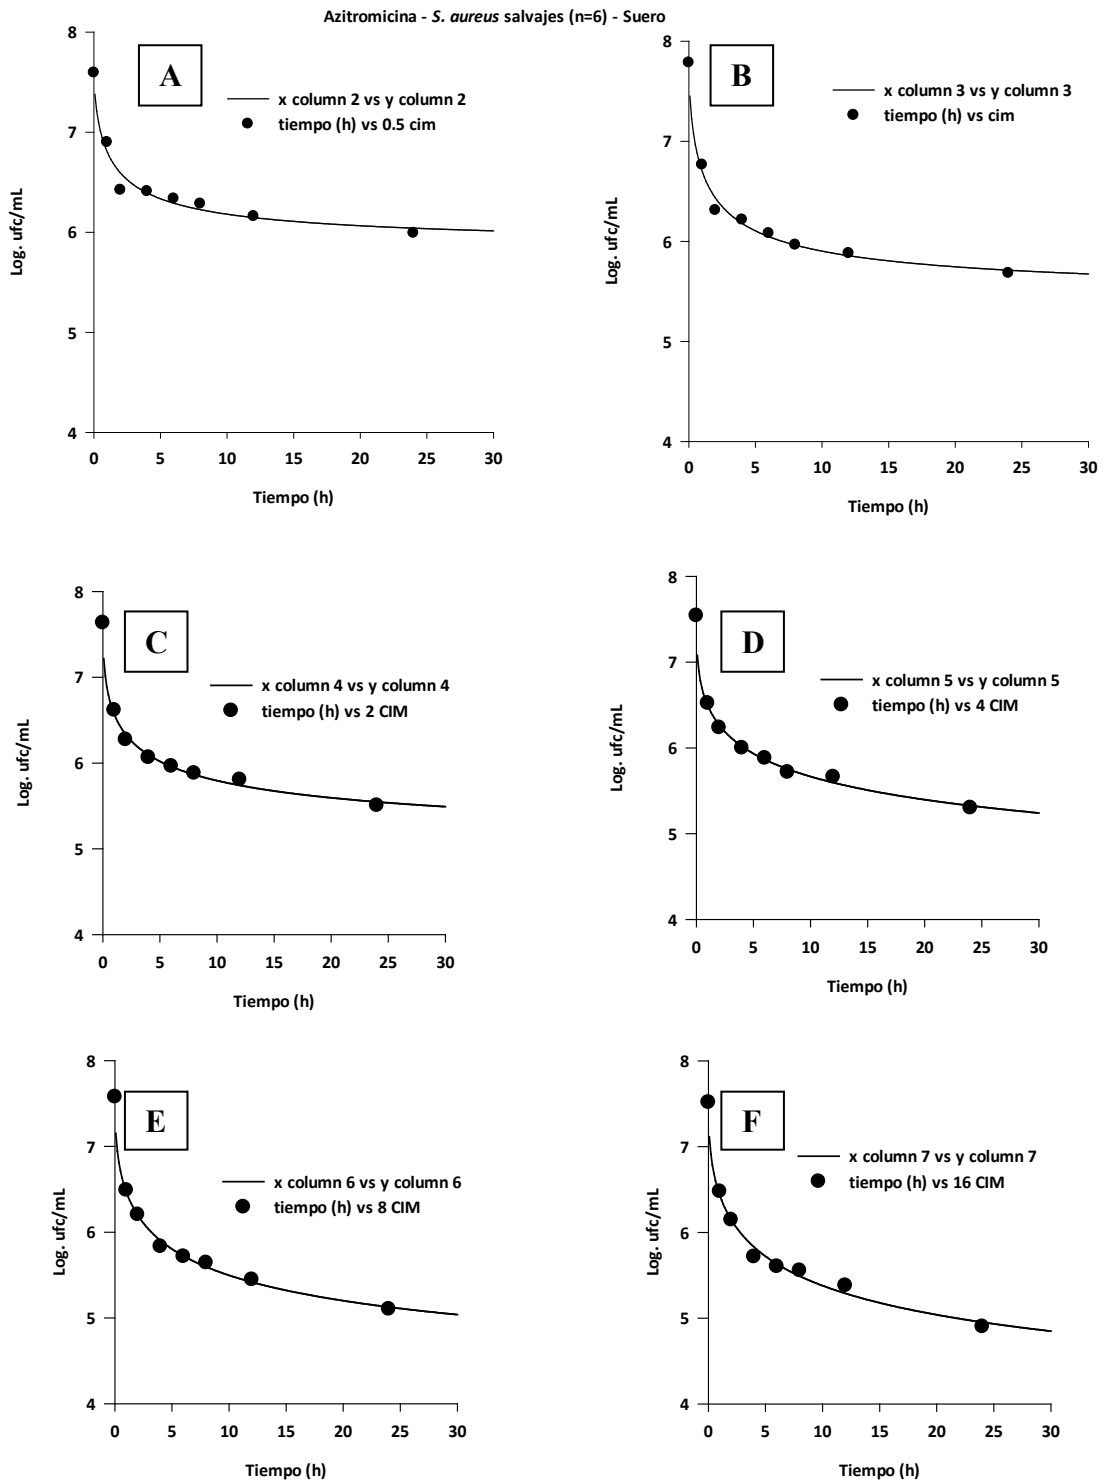 Azitromicina - S. aureus salvajes (n=6) - Suero
A
x column 2 vs y column 2
tiempo (h) vs 0.5 cim
Log. ufc/mL
8
7
6
5
4
0 5 10 15 20 25 30
Tiempo (h)
B
x column 3 vs y column 3
tiempo (h) vs cim
Log. ufc/mL
8
7
6
5
4
0 5 10 15 20 25 30
Tiempo (h)
C
x column 4 vs y column 4
tiempo (h) vs 2 CIM
Log. ufc/mL
8
7
6
5
4
0 5 10 15 20 25 30
Tiempo (h)
D
x column 5 vs y column 5
tiempo (h) vs 4 CIM
Log. ufc/mL
8
7
6
5
4
0 5 10 15 20 25 30
Tiempo (h)
E
x column 6 vs y column 6
tiempo (h) vs 8 CIM
Log. ufc/mL
8
7
6
5
4
0 5 10 15 20 25 30
Tiempo (h)
F
x column 7 vs y column 7
tiempo (h) vs 16 CIM
Log. ufc/mL
8
7
6
5
4
0 5 10 15 20 25 30
Tiempo (h)